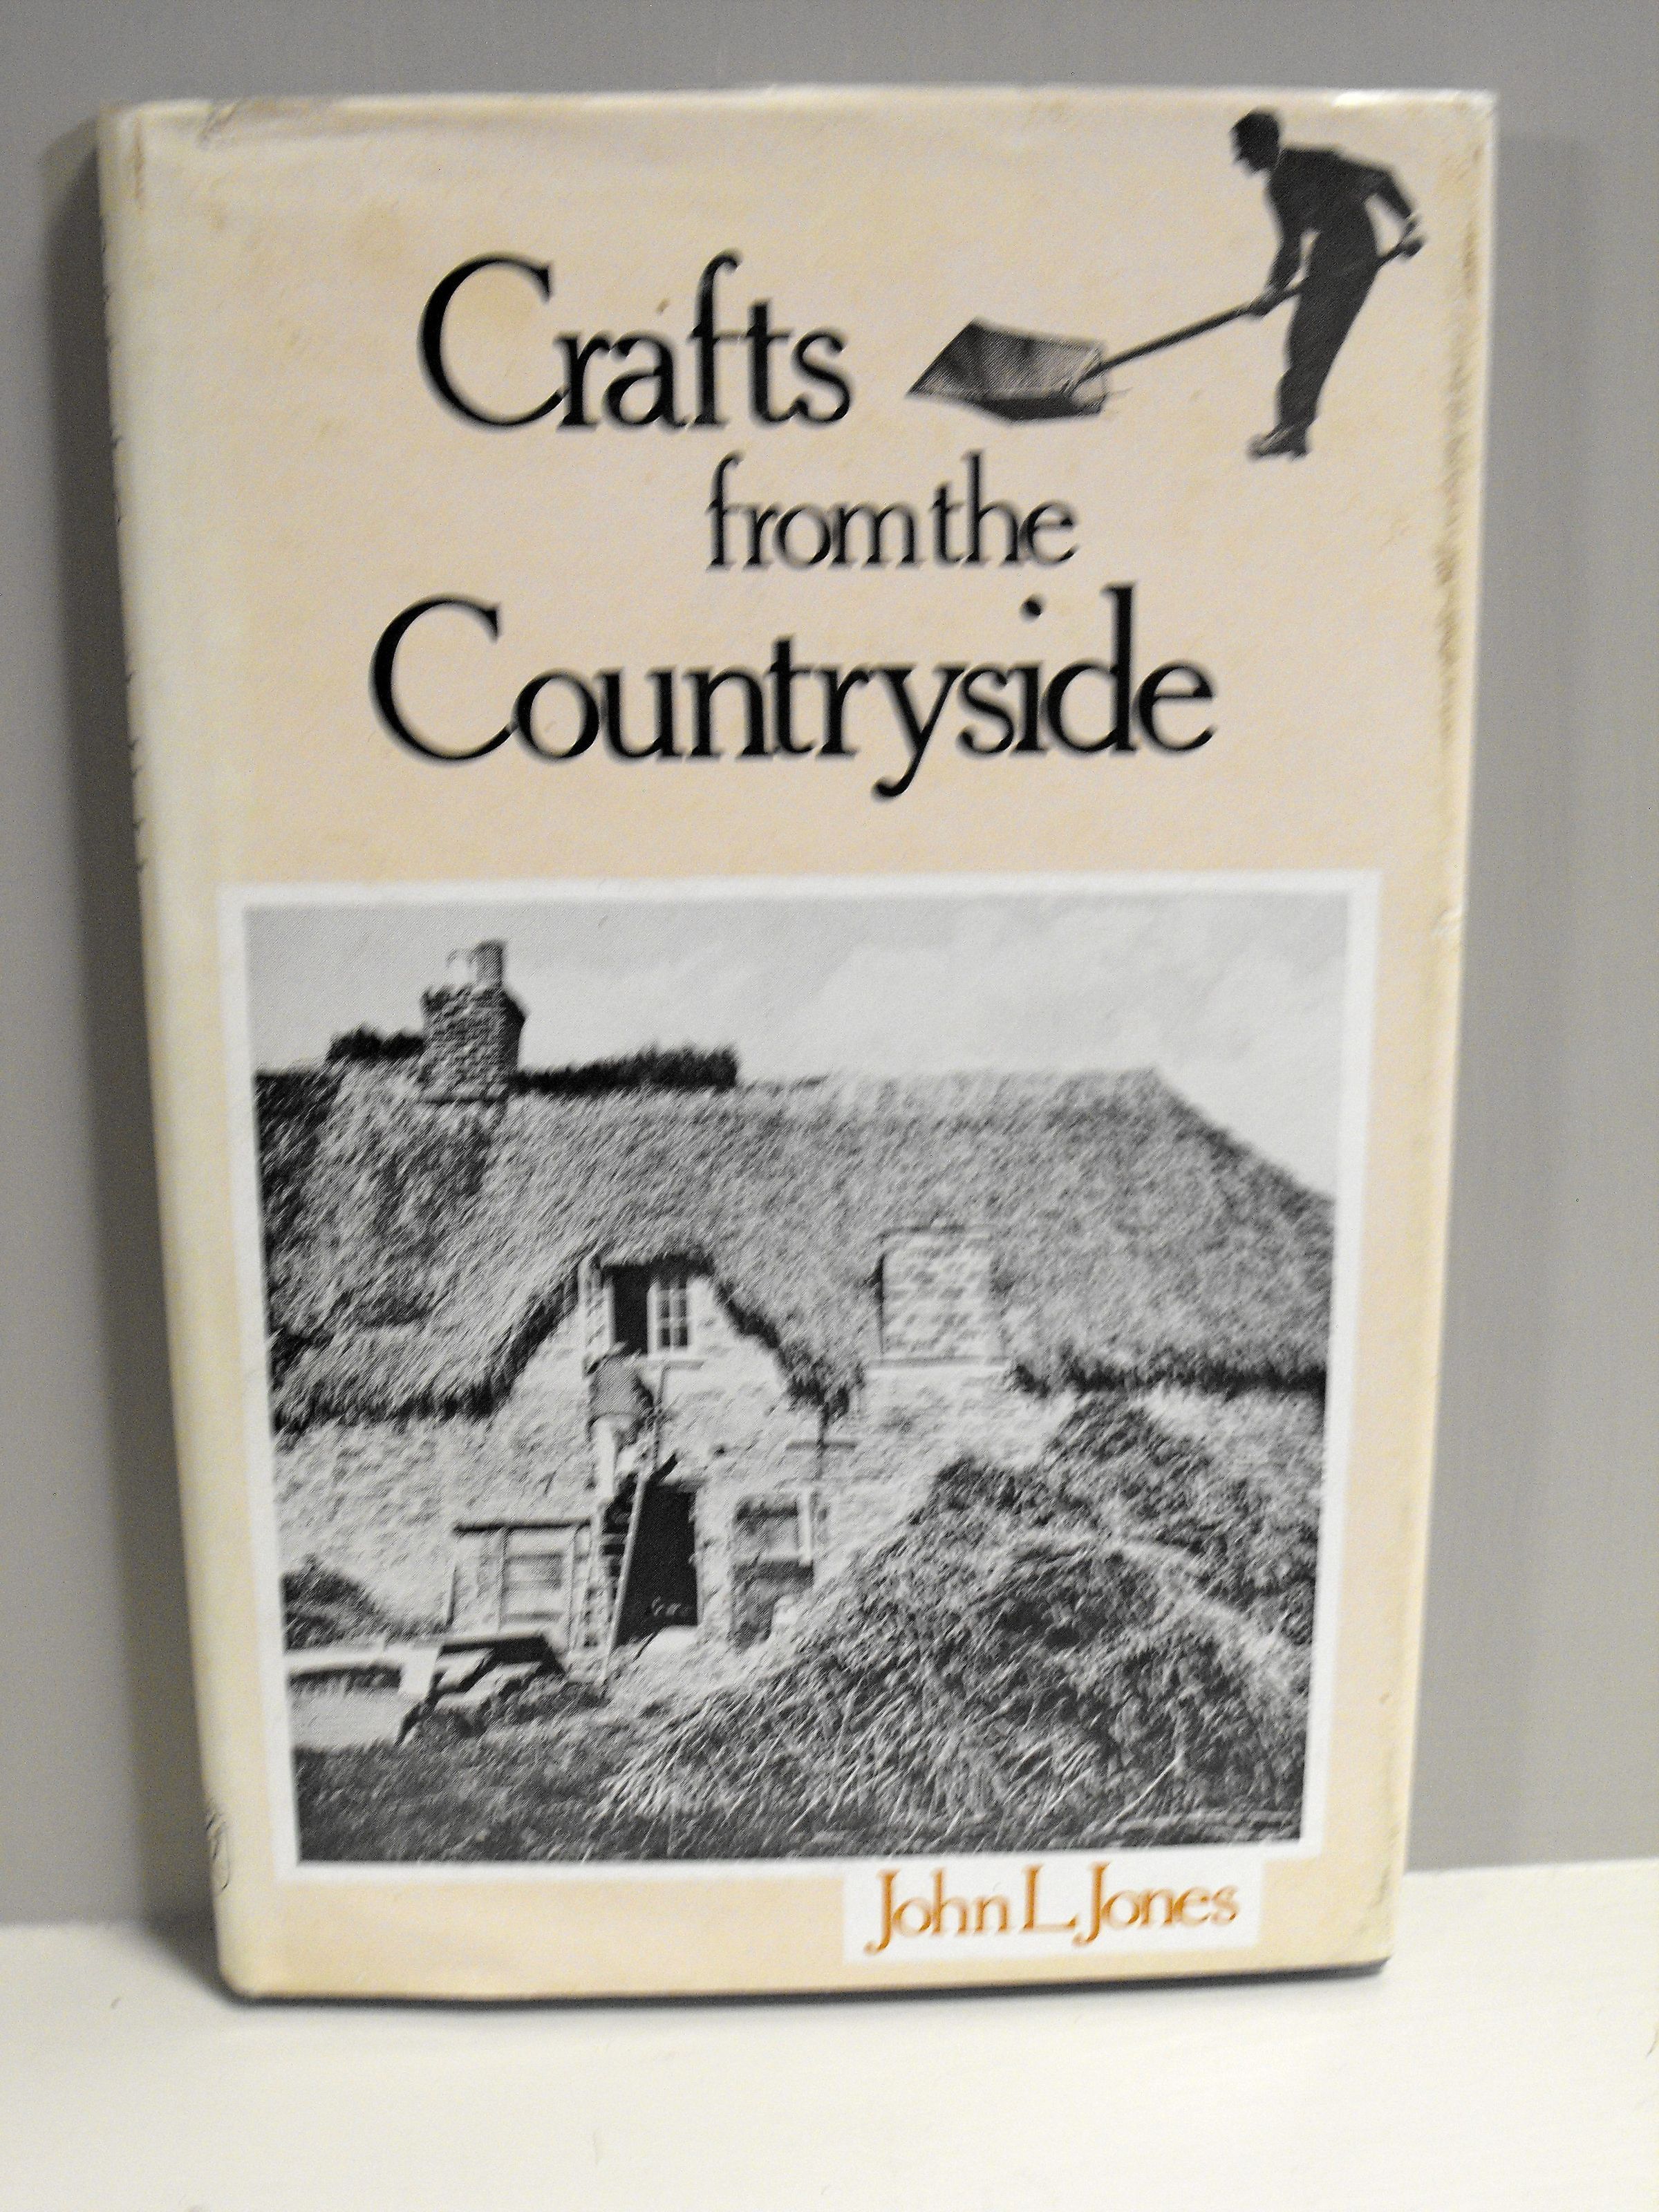 Crafts
from the
Countryside
John L Jones